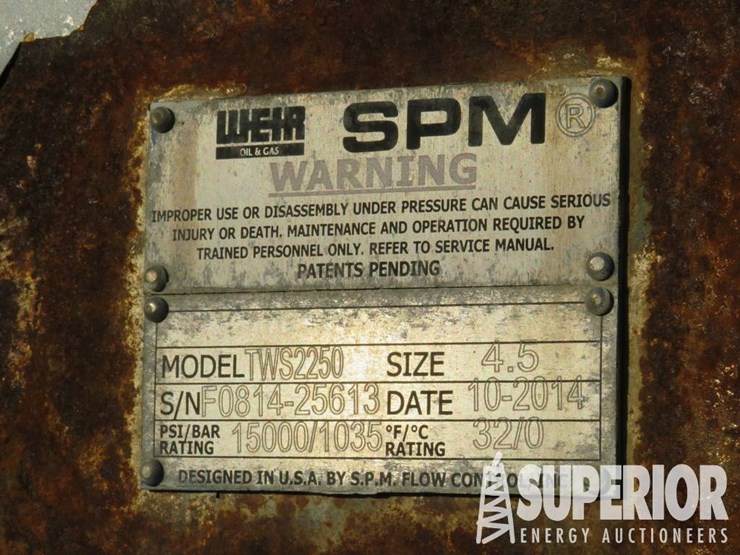 WEIR SPM®
OIL & GAS
WARNING
IMPROPER USE OR DISASSEMBLY UNDER PRESSURE CAN CAUSE SERIOUS
INJURY OR DEATH. MAINTENANCE AND OPERATION REQUIRED BY
TRAINED PERSONNEL ONLY. REFER TO SERVICE MANUAL.
PATENTS PENDING
MODEL TWS2250 SIZE 4.5
S/N F0814-25613 DATE 10-2014
PSI/BAR RATING 15000/1035 °F/°C RATING 32/0
DESIGNED IN U.S.A. BY S.P.M. FLOW CONTROL, INC.
SUPERIOR
ENERGY AUCTIONEERS